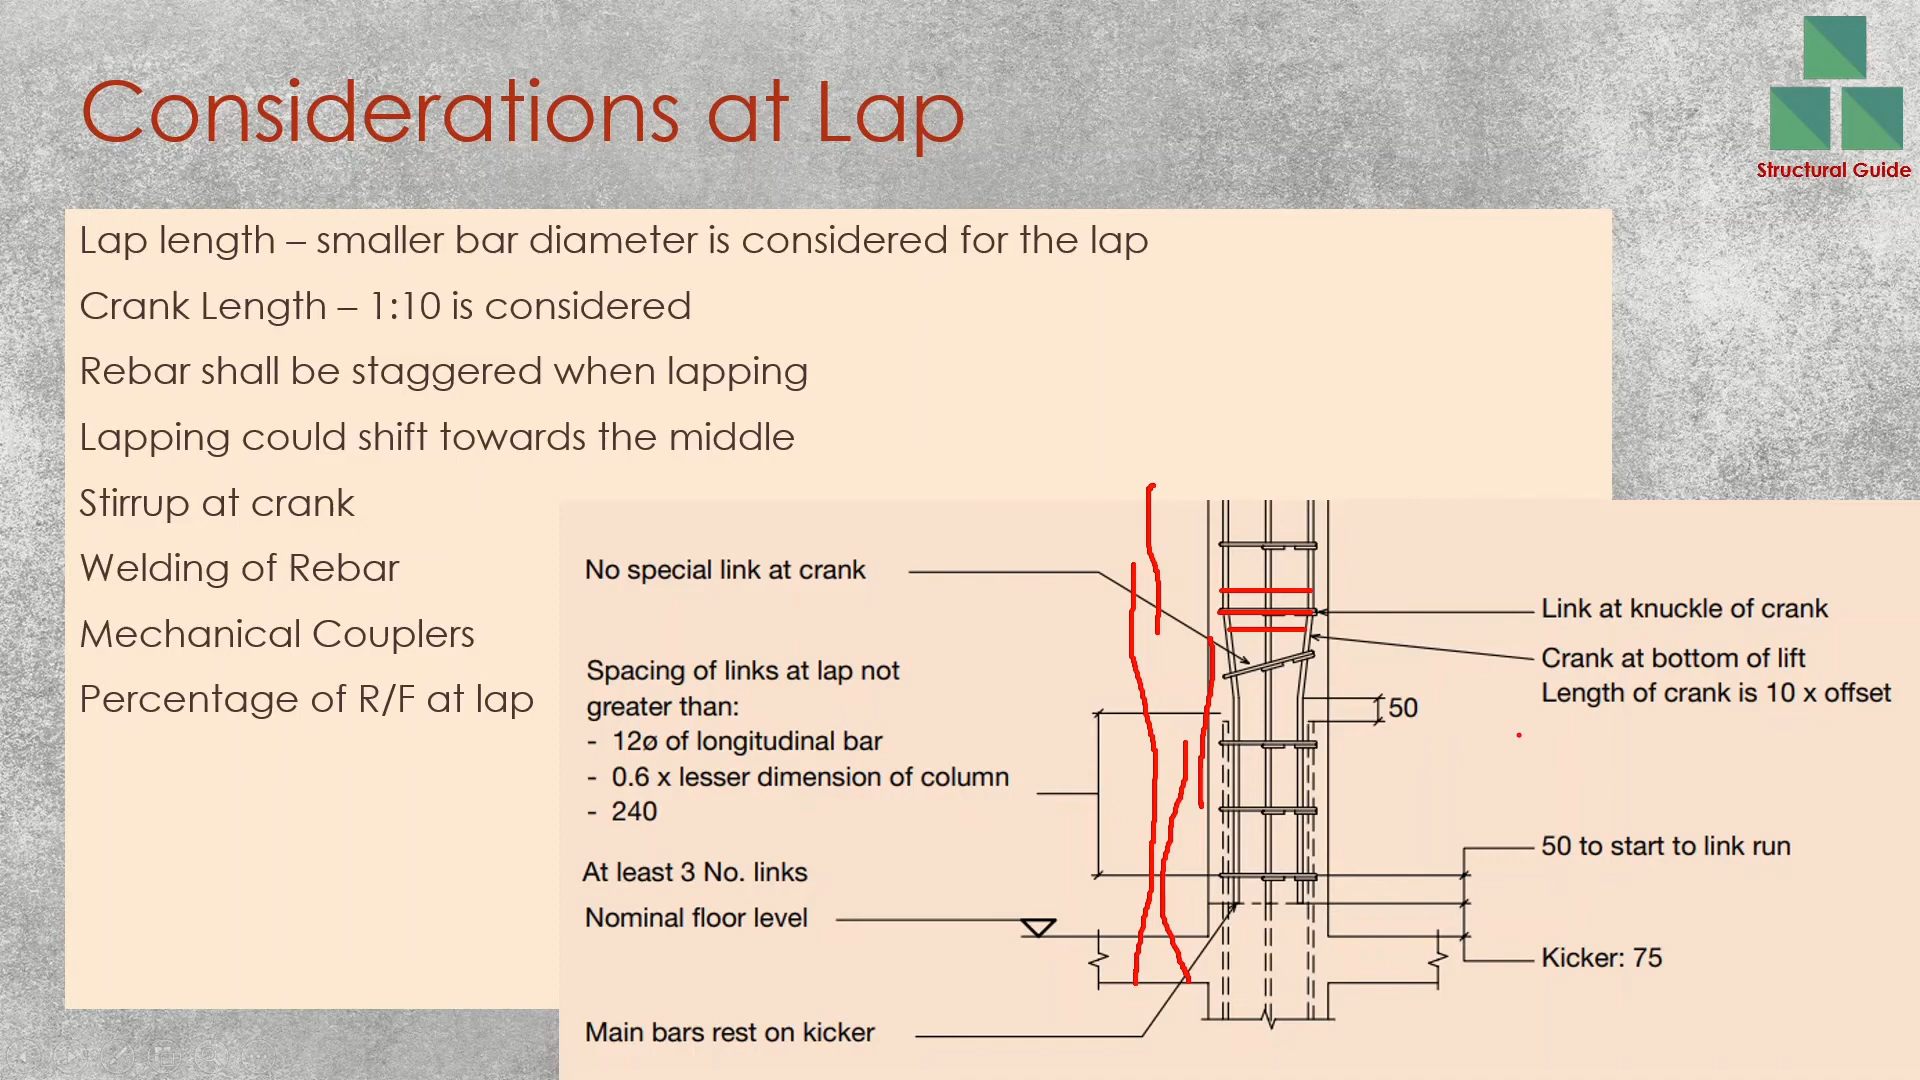 Considerations at Lap
Structural Guide
Lap length – smaller bar diameter is considered for the lap
Crank Length – 1:10 is considered
Rebar shall be staggered when lapping
Lapping could shift towards the middle
Stirrup at crank
Welding of Rebar
Mechanical Couplers
Percentage of R/F at lap
No special link at crank
Link at knuckle of crank
Crank at bottom of lift
Length of crank is 10 x offset
Spacing of links at lap not
greater than:
- 12ø of longitudinal bar
- 0.6 x lesser dimension of column
- 240
50
At least 3 No. links
50 to start to link run
Nominal floor level
Kicker: 75
Main bars rest on kicker